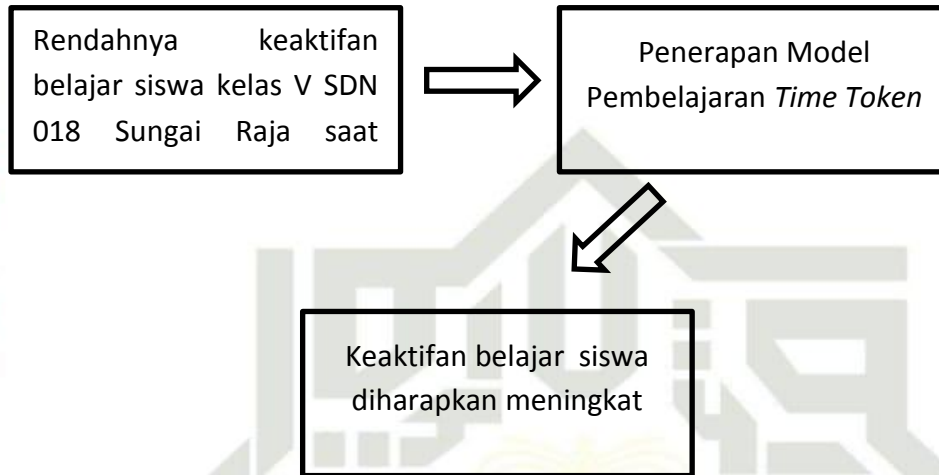 Rendahnya keaktifan
belajar siswa kelas V SDN
018 Sungai Raja saat
Penerapan Model
Pembelajaran Time Token
Keaktifan belajar siswa
diharapkan meningkat